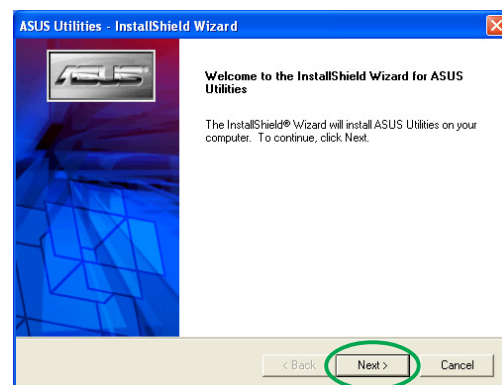 ASUS Utilities - InstallShield Wizard
ASUS
Welcome to the InstallShield Wizard for ASUS
Utilities
The InstallShield® Wizard will install ASUS Utilities on your
computer. To continue, click Next.
< Back
Next >
Cancel